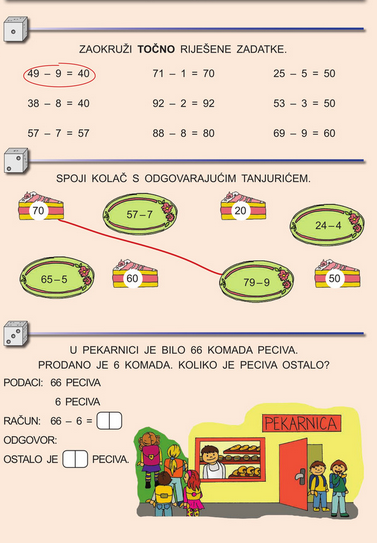 ZAOKRUŽI TOČNO RIJEŠENE ZADATKE.
49 – 9 = 40 71 – 1 = 70 25 – 5 = 50
38 – 8 = 40 92 – 2 = 92 53 – 3 = 50
57 – 7 = 57 88 – 8 = 80 69 – 9 = 60
SPOJI KOLAČ S ODGOVARAJUĆIM TANJURIĆEM.
70 57 – 7 20 24 – 4
65 – 5 60 79 – 9 50
U PEKARNICI JE BILO 66 KOMADA PECIVA.
PRODANO JE 6 KOMADA. KOLIKO JE PECIVA OSTALO?
PODACI: 66 PECIVA
6 PECIVA
RAČUN: 66 – 6 =
ODGOVOR:
OSTALO JE PECIVA.
PEKARNICA